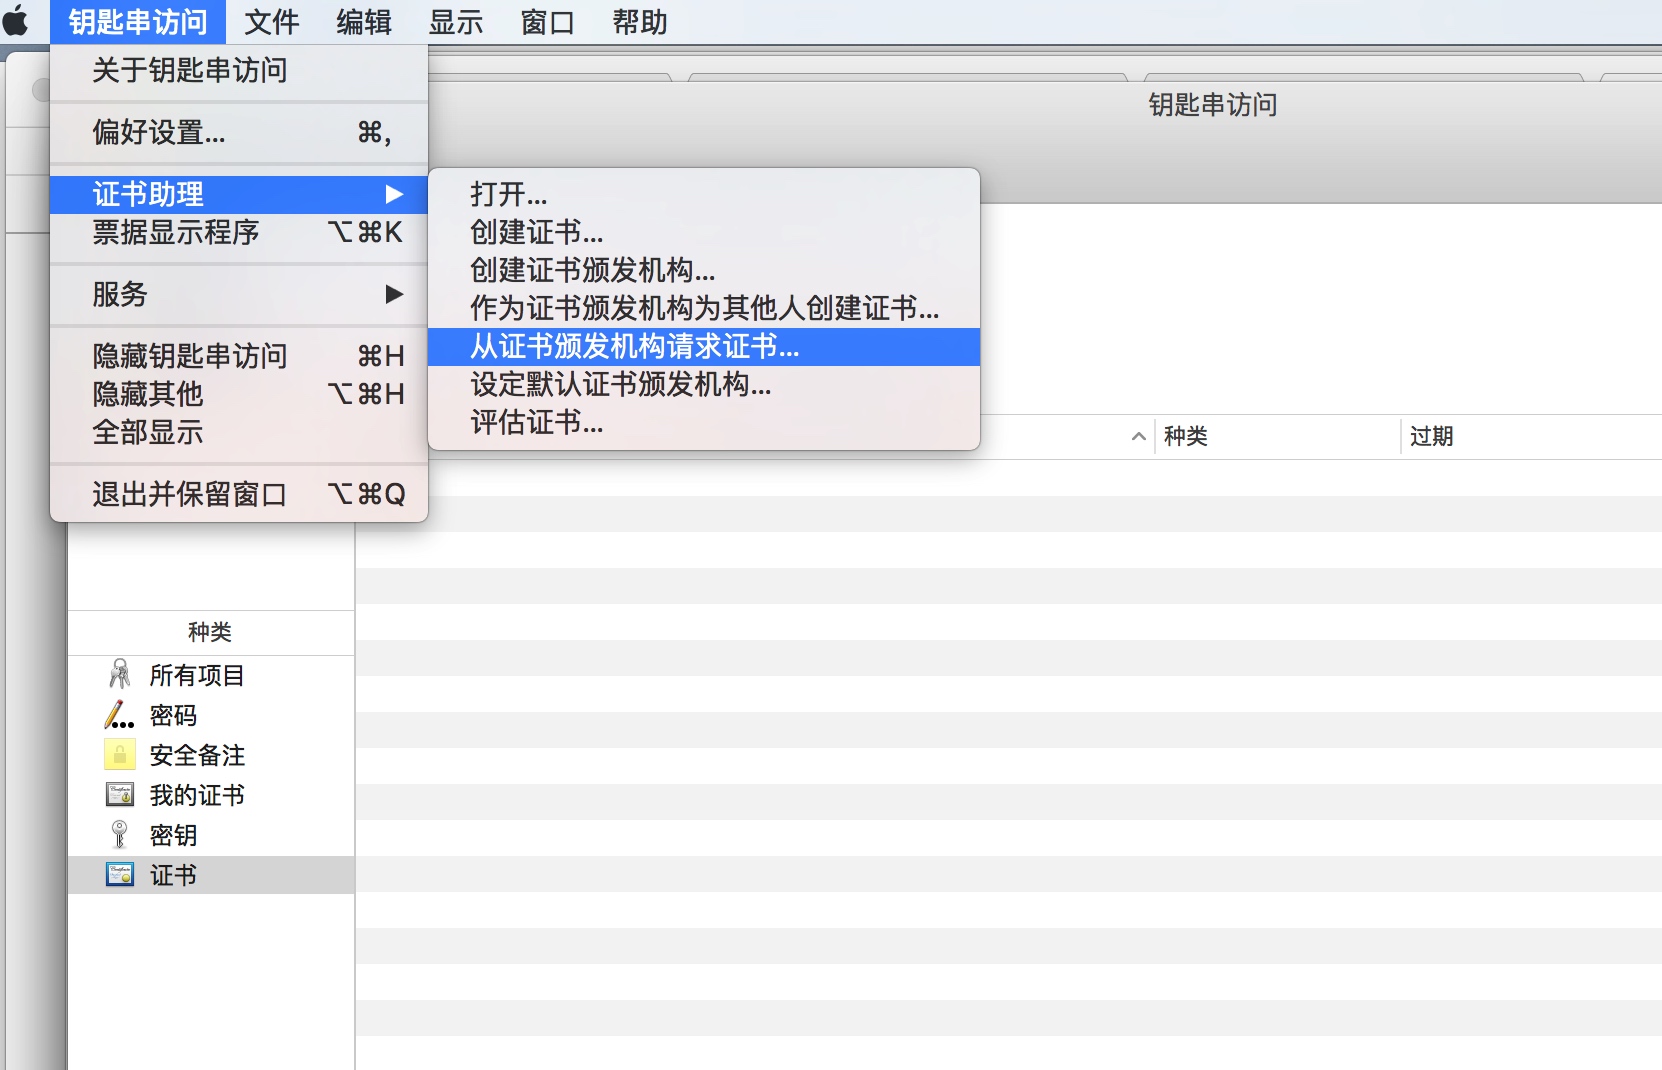 钥匙串访问 文件 编辑 显示 窗口 帮助
关于钥匙串访问
偏好设置... ⌘,
证书助理 ▶
票据显示程序 ⌥⌘K
服务 ▶
隐藏钥匙串访问 ⌘H
隐藏其他 ⌥⌘H
全部显示
退出并保留窗口 ⌥⌘Q
打开...
创建证书...
创建证书颁发机构...
作为证书颁发机构为其他人创建证书...
从证书颁发机构请求证书...
设定默认证书颁发机构...
评估证书...
钥匙串访问
种类 过期
种类
所有项目
密码
安全备注
我的证书
密钥
证书